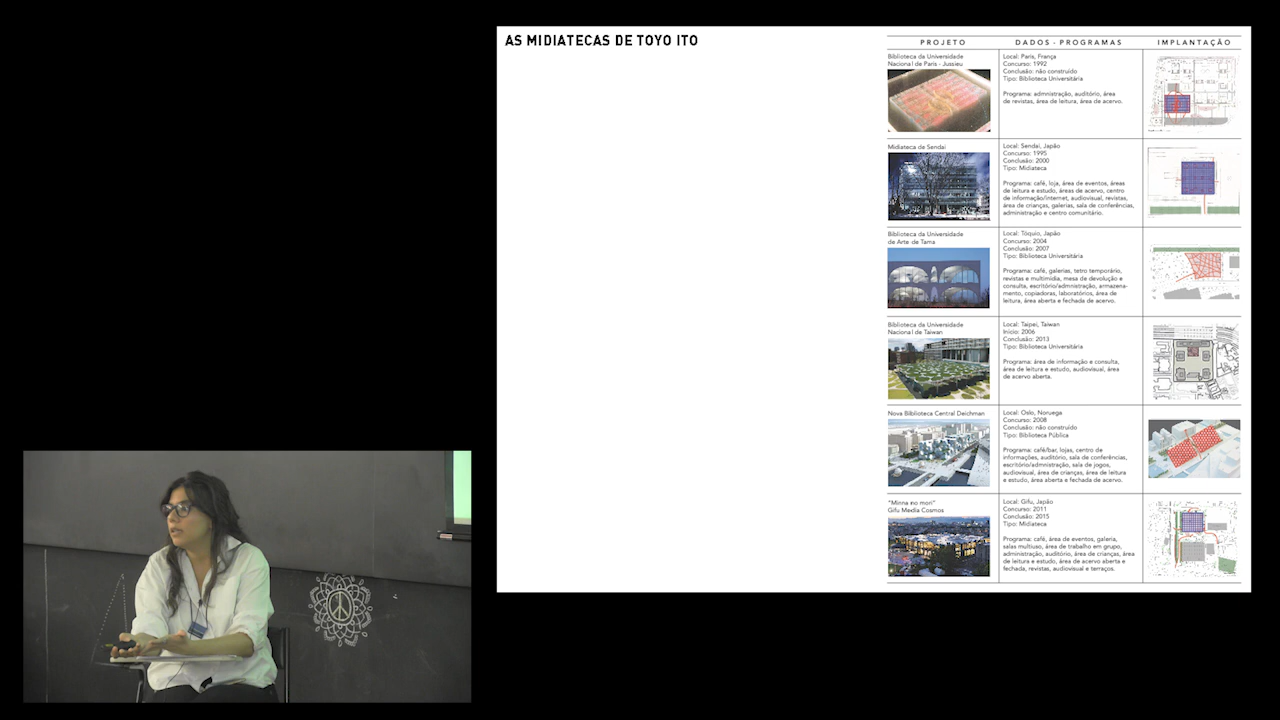 AS MIDIATECAS DE TOYO ITO
PROJETO DADOS - PROGRAMAS IMPLANTAÇÃO
Biblioteca da Universidade
Nacional de Paris - Jussieu
Local: Paris, França
Concurso: 1992
Conclusão: não construído
Tipo: Biblioteca Universitária
Programa: admnistração, auditório, área
de revistas, área de leitura, área de acervo.
Midiateca de Sendai
Local: Sendai, Japão
Concurso: 1995
Conclusão: 2000
Tipo: Midiateca
Programa: café, loja, área de eventos, áreas
de leitura e estudo, áreas de acervo, centro
de informação/internet, audiovisual, revistas,
área de crianças, galerias, sala de conferências,
administração e centro comunitário.
Biblioteca da Universidade
de Arte de Tama
Local: Tóquio, Japão
Concurso: 2004
Conclusão: 2007
Tipo: Biblioteca Universitária
Programa: café, galerias, tetro temporário,
revistas e multimídia, mesa de devolução e
consulta, escritório/admnistração, armazena-
mento, copiadoras, laboratórios, área de
leitura, área aberta e fechada de acervo.
Biblioteca da Universidade
Nacional de Taiwan
Local: Taipei, Taiwan
Início: 2006
Conclusão: 2013
Tipo: Biblioteca Universitária
Programa: área de informação e consulta,
área de leitura e estudo, audiovisual, área
de acervo aberta.
Nova Biblioteca Central Deichman
Local: Oslo, Noruega
Concurso: 2008
Conclusão: não construído
Tipo: Biblioteca Pública
Programa: café/bar, lojas, centro de
informações, auditório, sala de conferências,
escritório/admnistração, sala de jogos,
audiovisual, área de crianças, área de leitura
e estudo, área aberta e fechada de acervo.
"Minna no mori"
Gifu Media Cosmos
Local: Gifu, Japão
Concurso: 2011
Conclusão: 2015
Tipo: Midiateca
Programa: café, área de eventos, galeria,
salas multiuso, área de trabalho em grupo,
admnistração, auditório, área de crianças, área
de leitura e estudo, área de acervo aberta e
fechada, revistas, audiovisual e terraços.